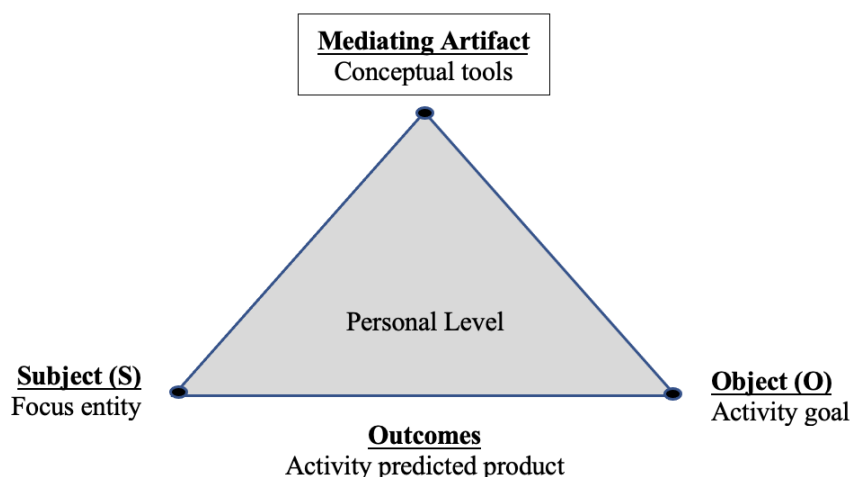 Mediating Artifact
Conceptual tools
Personal Level
Subject (S)
Focus entity
Object (O)
Activity goal
Outcomes
Activity predicted product